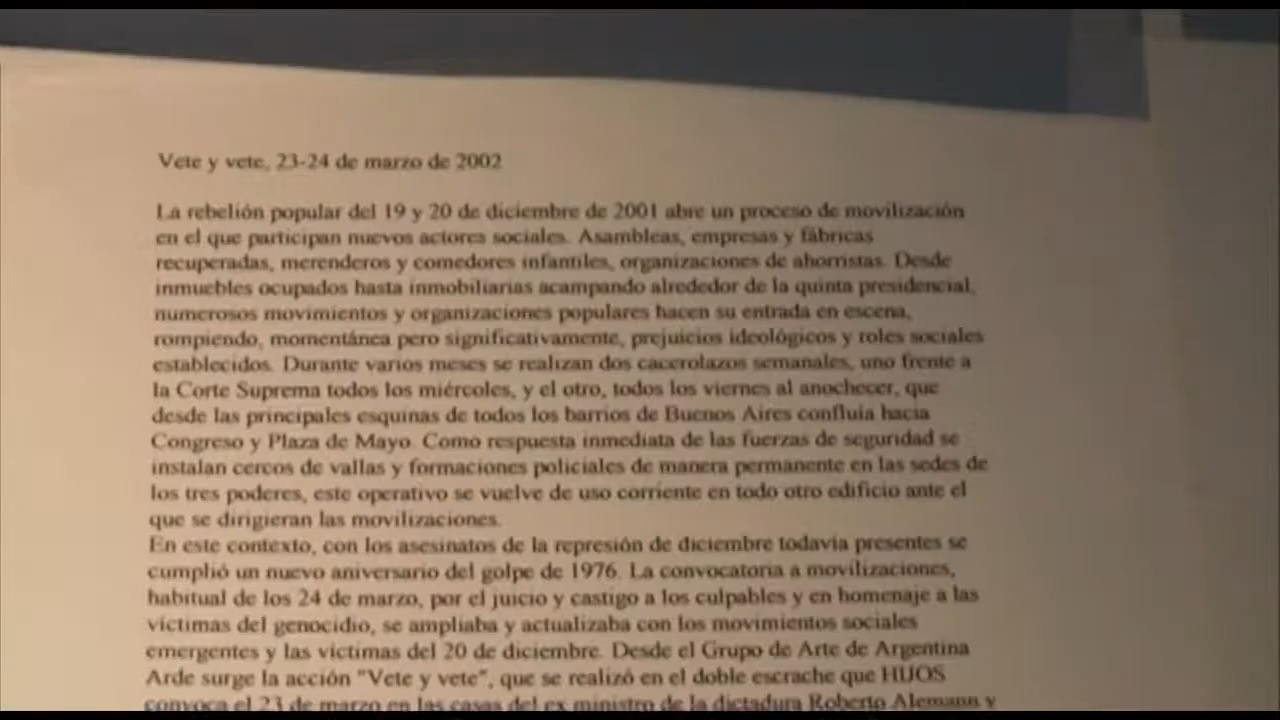 Vete y vete, 23-24 de marzo de 2002
La rebelión popular del 19 y 20 de diciembre de 2001 abre un proceso de movilización
en el que participan nuevos actores sociales. Asambleas, empresas y fábricas
recuperadas, merenderos y comedores infantiles, organizaciones de ahorristas. Desde
inmuebles ocupados hasta inmobiliarias acampando alrededor de la quinta presidencial,
numerosos movimientos y organizaciones populares hacen su entrada en escena,
rompiendo, momentánea pero significativamente, prejuicios ideológicos y roles sociales
establecidos. Durante varios meses se realizan dos cacerolazos semanales, uno frente a
la Corte Suprema todos los miércoles, y el otro, todos los viernes al anochecer, que
desde las principales esquinas de todos los barrios de Buenos Aires confluía hacia
Congreso y Plaza de Mayo. Como respuesta inmediata de las fuerzas de seguridad se
instalan cercos de vallas y formaciones policiales de manera permanente en las sedes de
los tres poderes, este operativo se vuelve de uso corriente en todo otro edificio ante el
que se dirigieran las movilizaciones.
En este contexto, con los asesinatos de la represión de diciembre todavía presentes se
cumplió un nuevo aniversario del golpe de 1976. La convocatoria a movilizaciones,
habitual de los 24 de marzo, por el juicio y castigo a los culpables y en homenaje a las
víctimas del genocidio, se ampliaba y actualizaba con los movimientos sociales
emergentes y las víctimas del 20 de diciembre. Desde el Grupo de Arte de Argentina
Arde surge la acción "Vete y vete", que se realizó en el doble escrache que HIJOS
convoca el 23 de marzo en las casas del ex ministro de la dictadura Roberto Alemann y